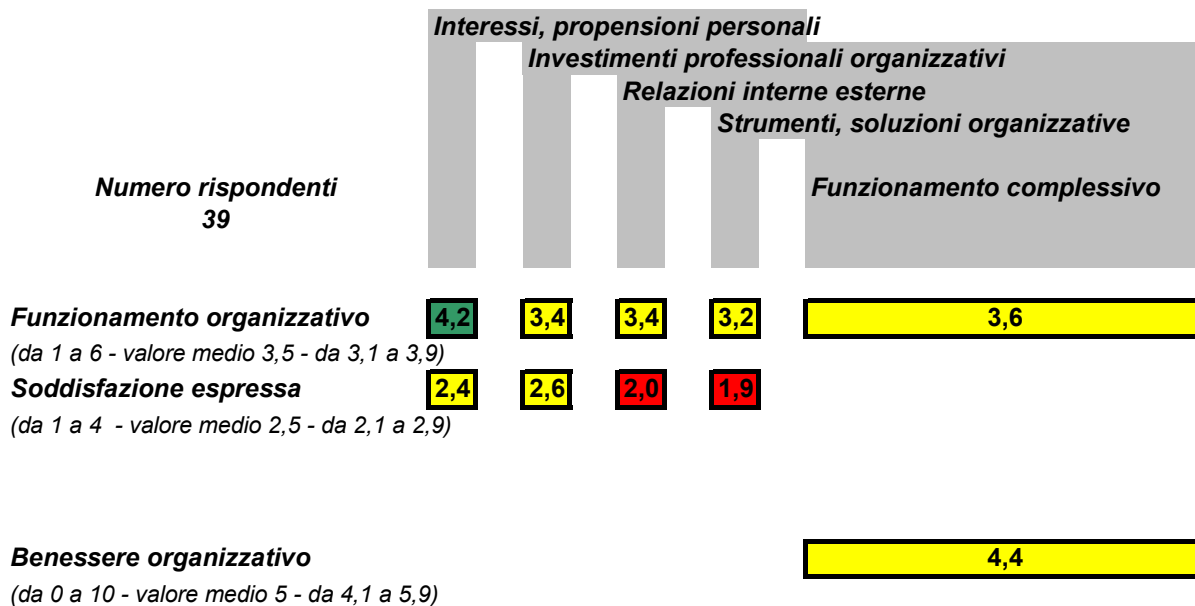 Interessi, propensioni personali
Investimenti professionali organizzativi
Relazioni interne esterne
Strumenti, soluzioni organizzative
Numero rispondenti
39
Funzionamento complessivo
Funzionamento organizzativo 4,2 3,4 3,4 3,2 3,6
(da 1 a 6 - valore medio 3,5 - da 3,1 a 3,9)
Soddisfazione espressa 2,4 2,6 2,0 1,9
(da 1 a 4 - valore medio 2,5 - da 2,1 a 2,9)
Benessere organizzativo 4,4
(da 0 a 10 - valore medio 5 - da 4,1 a 5,9)